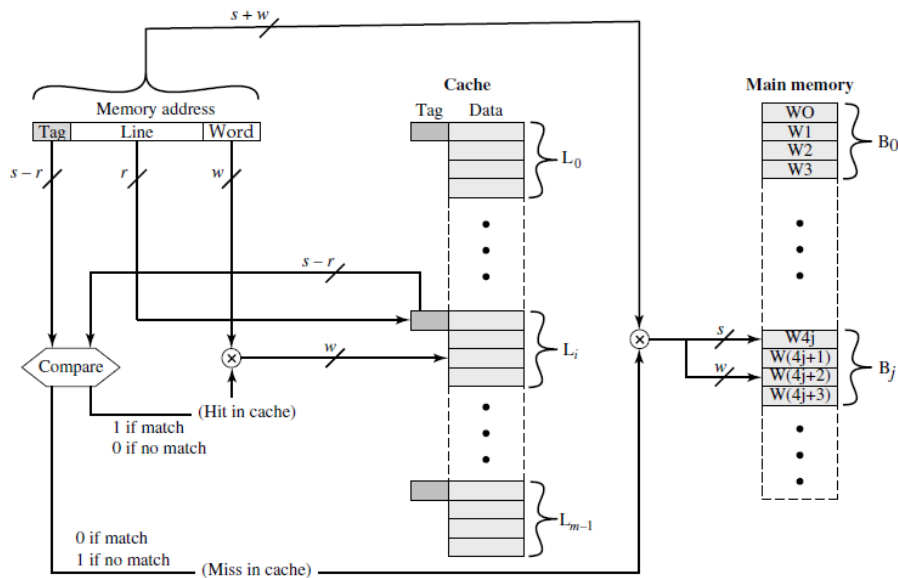 s + w
Cache
Main memory
Memory address
Tag Data
Tag Line Word
WO
W1
W2
W3
B0
L0
s – r
r
w
s – r
Li
Compare
w
(Hit in cache)
1 if match
0 if no match
s
w
W4j
W(4j+1)
W(4j+2)
W(4j+3)
Bj
Lm–1
0 if match
1 if no match
(Miss in cache)